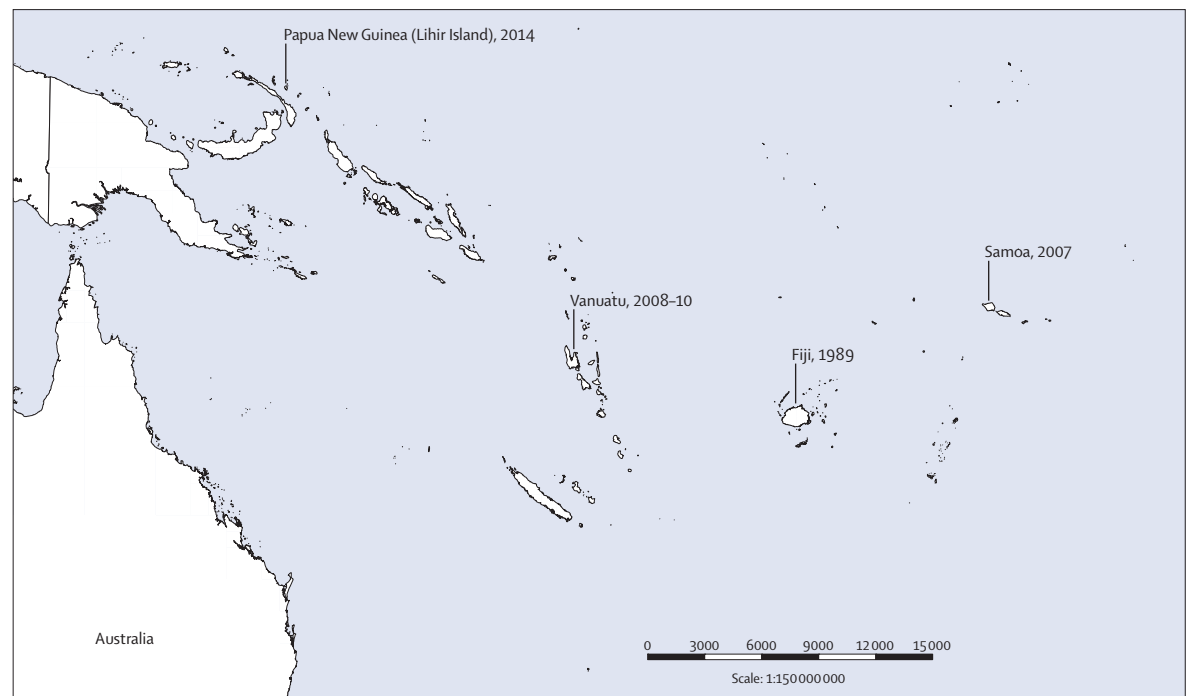 Papua New Guinea (Lihir Island), 2014
Samoa, 2007
Vanuatu, 2008–10
Fiji, 1989
Australia
0 3000 6000 9000 12 000 15 000
Scale: 1:150 000 000